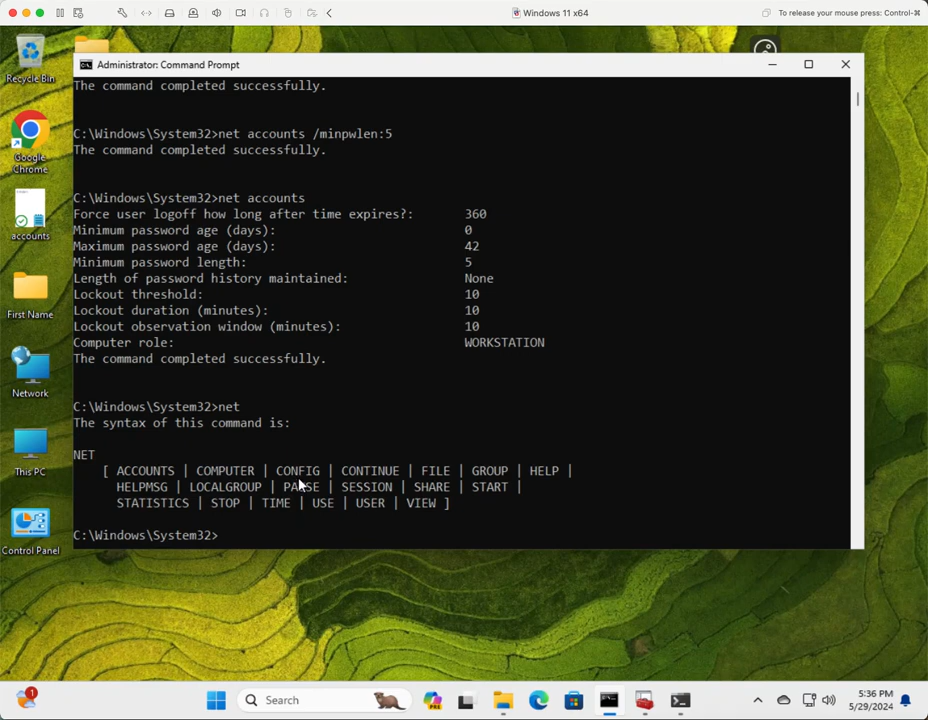 Windows 11 x64
To release your mouse press: Control-⌘
Recycle Bin
Google
Chrome
accounts
First Name
Network
This PC
Control Panel
Administrator: Command Prompt
The command completed successfully.
C:\Windows\System32>net accounts /minpwlen:5
The command completed successfully.
C:\Windows\System32>net accounts
Force user logoff how long after time expires?: 360
Minimum password age (days): 0
Maximum password age (days): 42
Minimum password length: 5
Length of password history maintained: None
Lockout threshold: 10
Lockout duration (minutes): 10
Lockout observation window (minutes): 10
Computer role: WORKSTATION
The command completed successfully.
C:\Windows\System32>net
The syntax of this command is:
NET
[ ACCOUNTS | COMPUTER | CONFIG | CONTINUE | FILE | GROUP | HELP |
HELPMSG | LOCALGROUP | PAUSE | SESSION | SHARE | START |
STATISTICS | STOP | TIME | USE | USER | VIEW ]
C:\Windows\System32>
1
Search
PRE
5:36 PM
5/29/2024